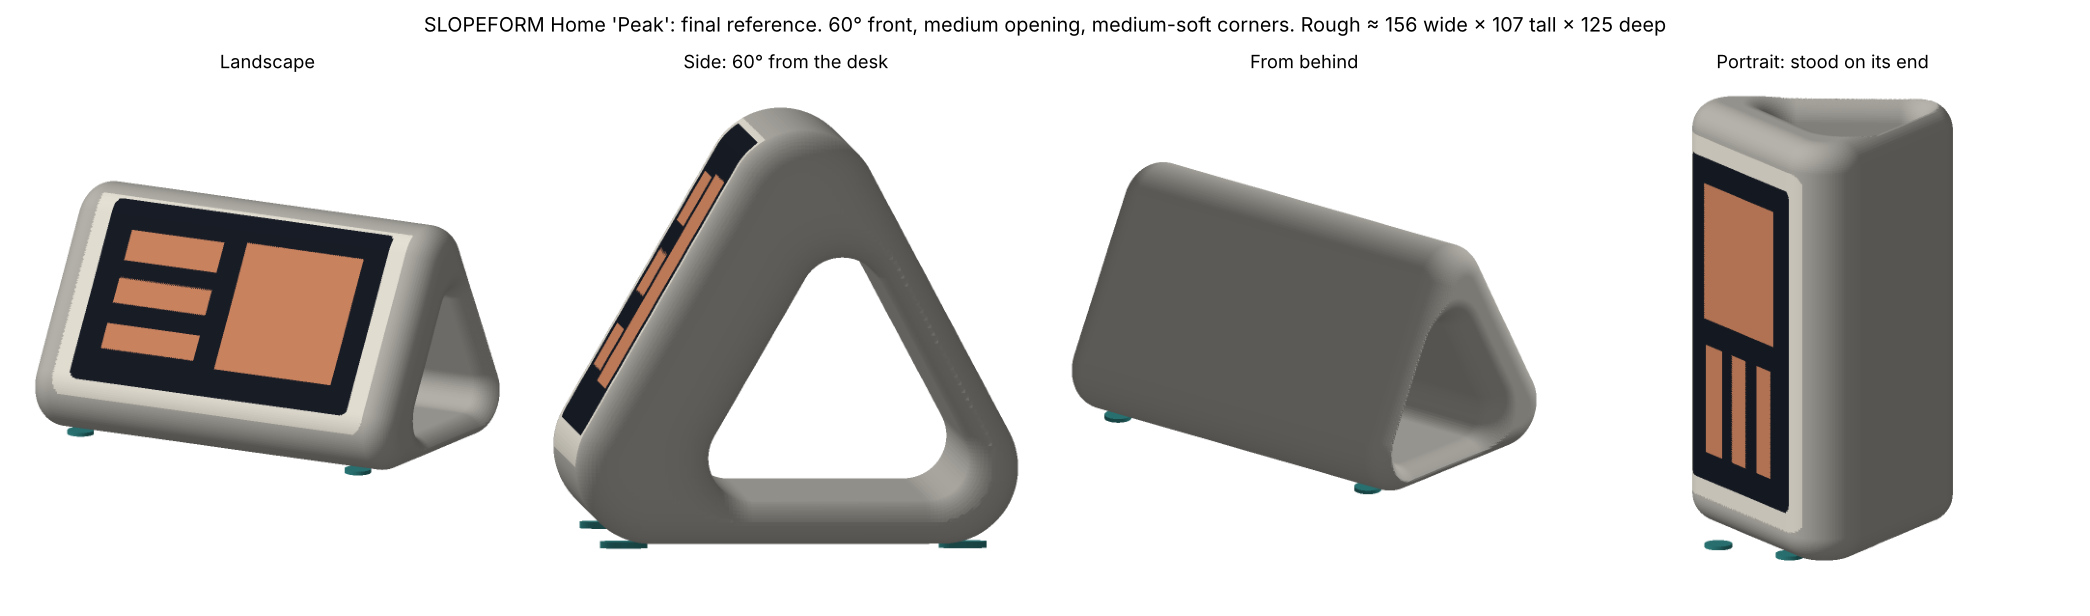 SLOPEFORM Home 'Peak': final reference. 60° front, medium opening, medium-soft corners. Rough ≈ 156 wide × 107 tall × 125 deep
Landscape
Side: 60° from the desk
From behind
Portrait: stood on its end